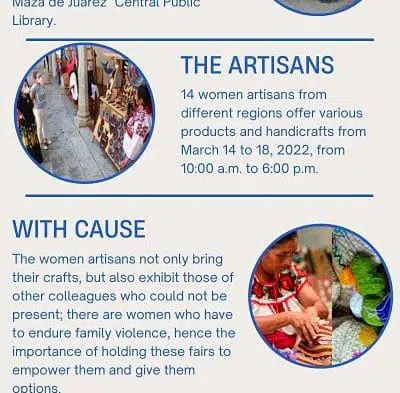 Maza de Juárez" Central Public
Library.
THE ARTISANS
14 women artisans from
different regions offer various
products and handicrafts from
March 14 to 18, 2022, from
10:00 a.m. to 6:00 p.m.
WITH CAUSE
The women artisans not only bring
their crafts, but also exhibit those of
other colleagues who could not be
present; there are women who have
to endure family violence, hence the
importance of holding these fairs to
empower them and give them
options.